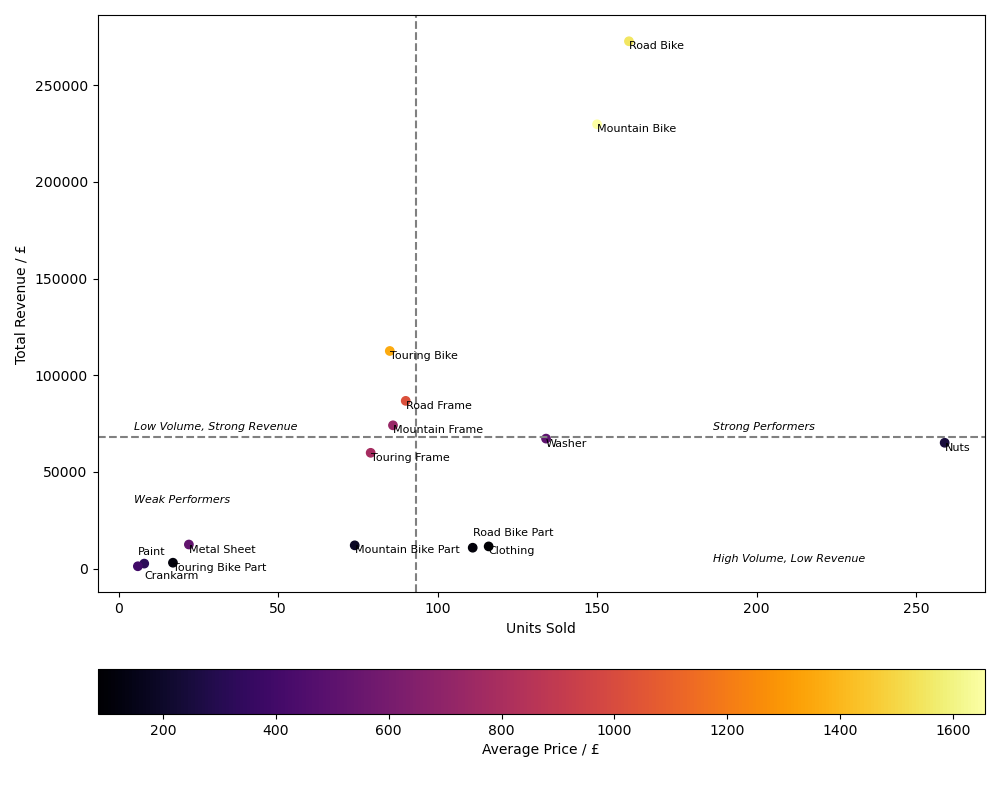 Total Revenue / £
250000
200000
150000
100000
50000
0
Road Bike
Mountain Bike
Touring Bike
Road Frame
Low Volume, Strong Revenue
Mountain Frame
Strong Performers
Washer
Nuts
Touring Frame
Weak Performers
Road Bike Part
Paint
Metal Sheet
Mountain Bike Part
Clothing
High Volume, Low Revenue
Touring Bike Part
Crankarm
0 50 100 150 200 250
Units Sold
200 400 600 800 1000 1200 1400 1600
Average Price / £